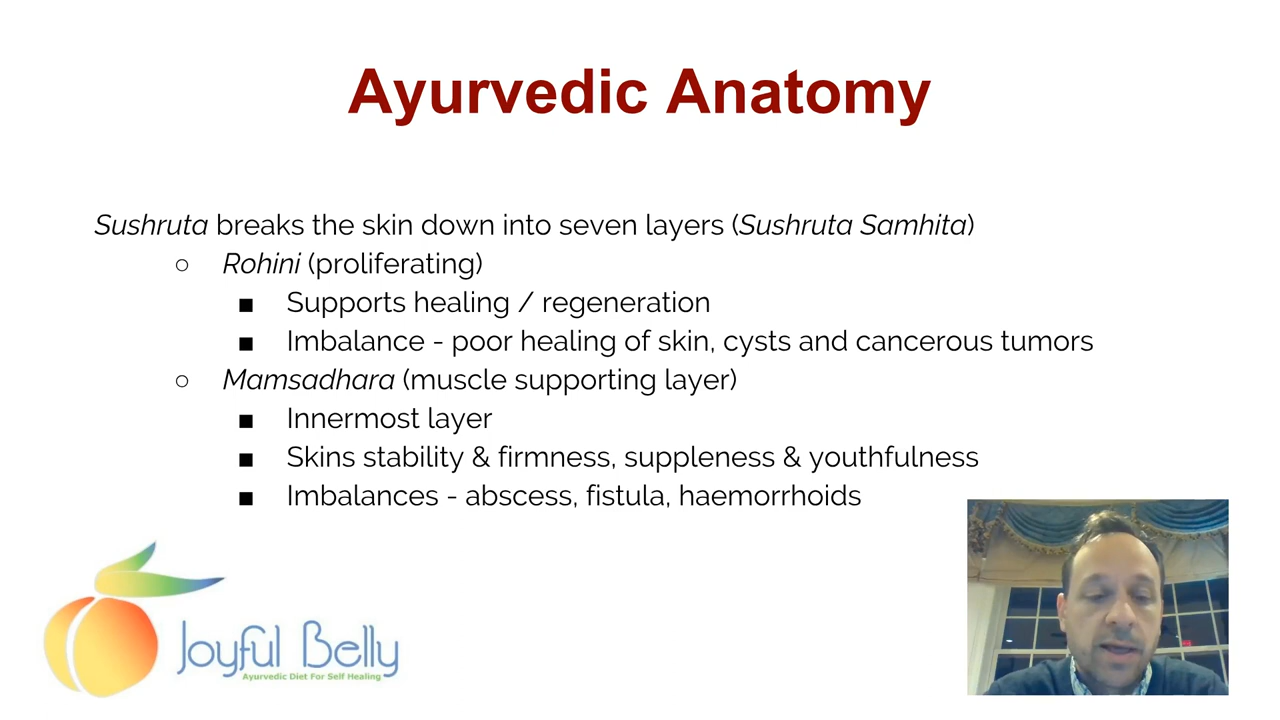 Ayurvedic Anatomy
Sushruta breaks the skin down into seven layers (Sushruta Samhita)
○ Rohini (proliferating)
■ Supports healing / regeneration
■ Imbalance - poor healing of skin, cysts and cancerous tumors
○ Mamsadhara (muscle supporting layer)
■ Innermost layer
■ Skins stability & firmness, suppleness & youthfulness
■ Imbalances - abscess, fistula, haemorrhoids
Joyful Belly
Ayurvedic Diet For Self Healing